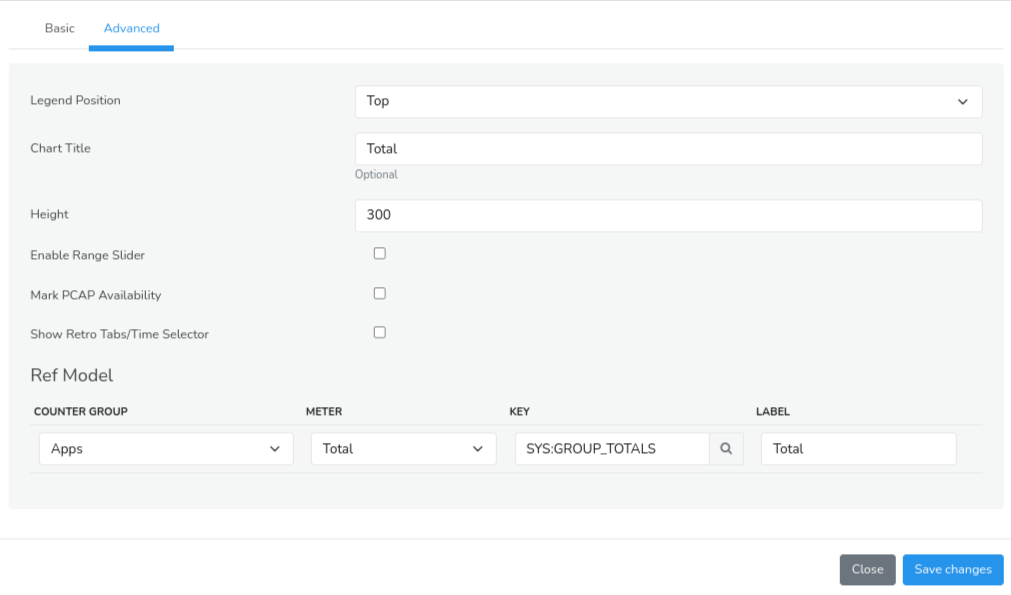 Basic Advanced
Legend Position Top
Chart Title Total
Optional
Height 300
Enable Range Slider
Mark PCAP Availability
Show Retro Tabs/Time Selector
Ref Model
COUNTER GROUP METER KEY LABEL
Apps Total SYS:GROUP_TOTALS Total
Close Save changes